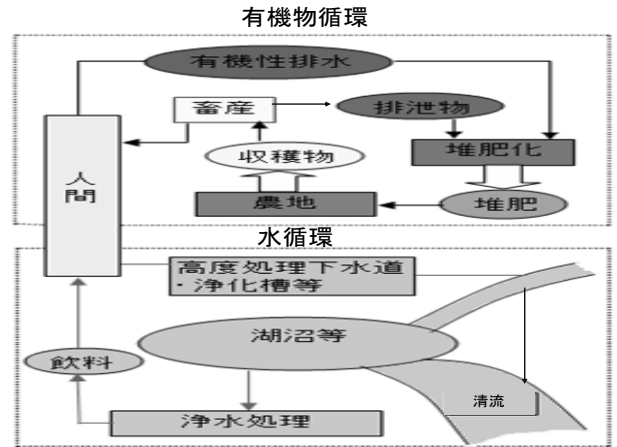 有機物循環
有機性排水
畜産
排泄物
収穫物
堆肥化
人間
農地
堆肥
水循環
高度処理下水道
・浄化槽等
湖沼等
飲料
清流
浄水処理